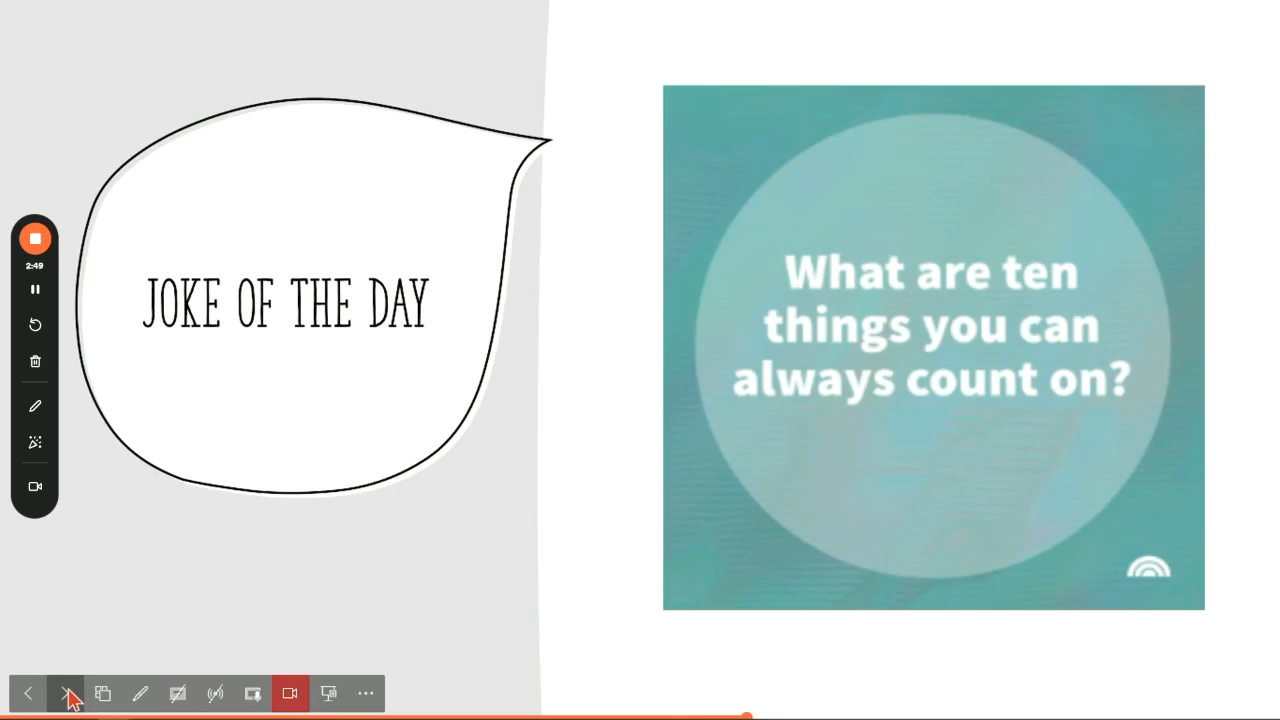 JOKE OF THE DAY
What are ten
things you can
always count on?
2:49